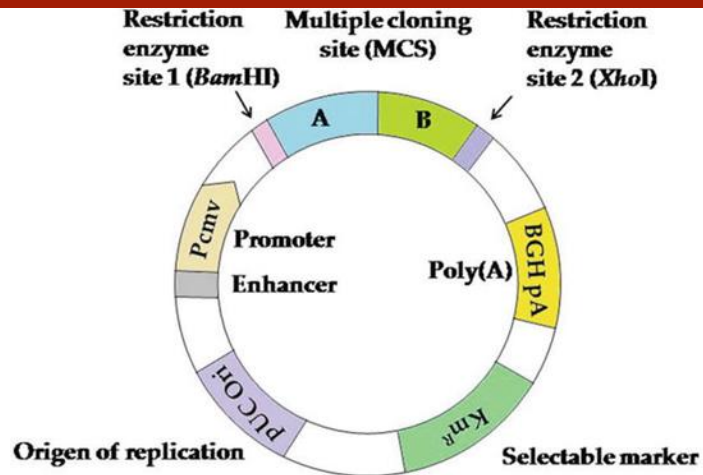 Restriction
enzyme
site 1 (BamHI)
Multiple cloning
site (MCS)
Restriction
enzyme
site 2 (XhoI)
A
B
Pcmv
Promoter
Enhancer
Poly(A)
BGH pA
pUC Ori
KmR
Origen of replication
Selectable marker